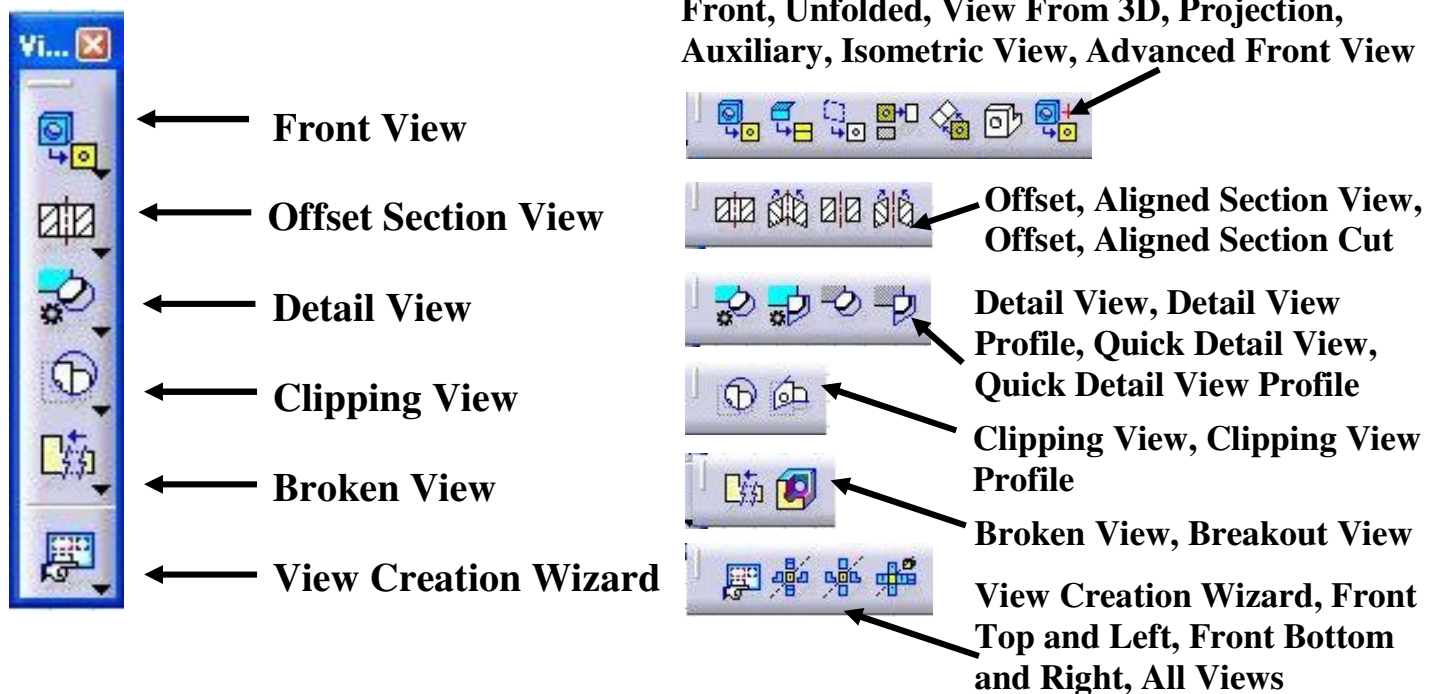 Vi...
Front View
Offset Section View
Detail View
Clipping View
Broken View
View Creation Wizard
Front, Unfolded, View From 3D, Projection,
Auxiliary, Isometric View, Advanced Front View
Offset, Aligned Section View,
Offset, Aligned Section Cut
Detail View, Detail View
Profile, Quick Detail View,
Quick Detail View Profile
Clipping View, Clipping View
Profile
Broken View, Breakout View
View Creation Wizard, Front
Top and Left, Front Bottom
and Right, All Views